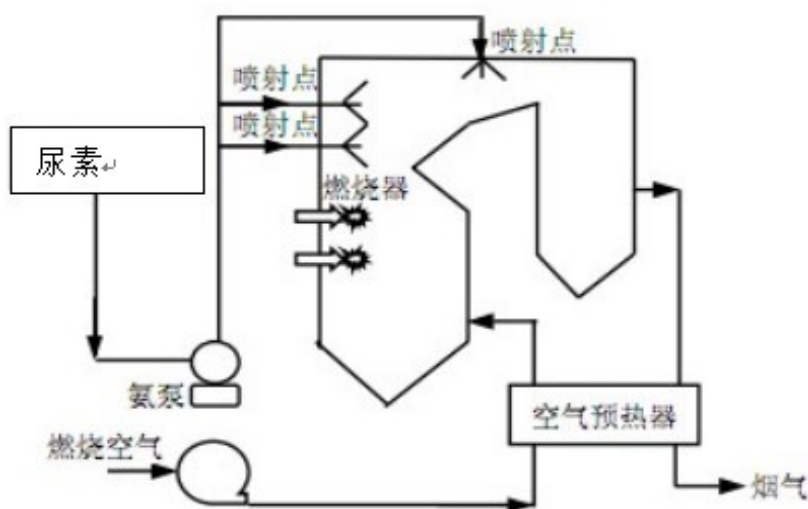 喷射点
喷射点
喷射点
尿素↵
燃烧器
氨泵
空气预热器
燃烧空气
烟气